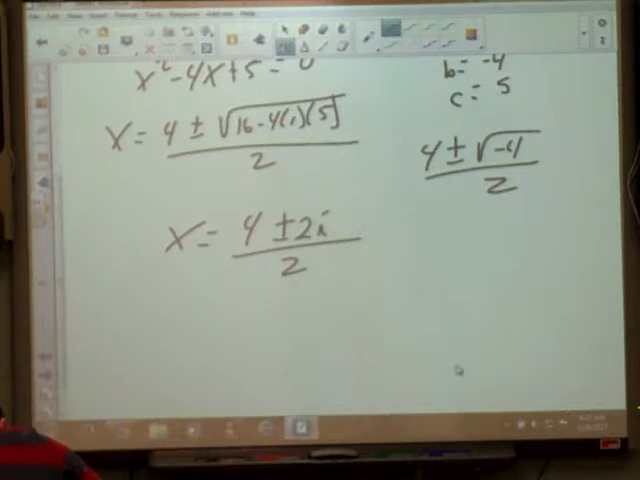 x² - 4x + 5 = 0
b = -4
c = 5
x = 4 ± √16 - 4(1)(5)
2
4 ± √-4
2
x = 4 ± 2i
2